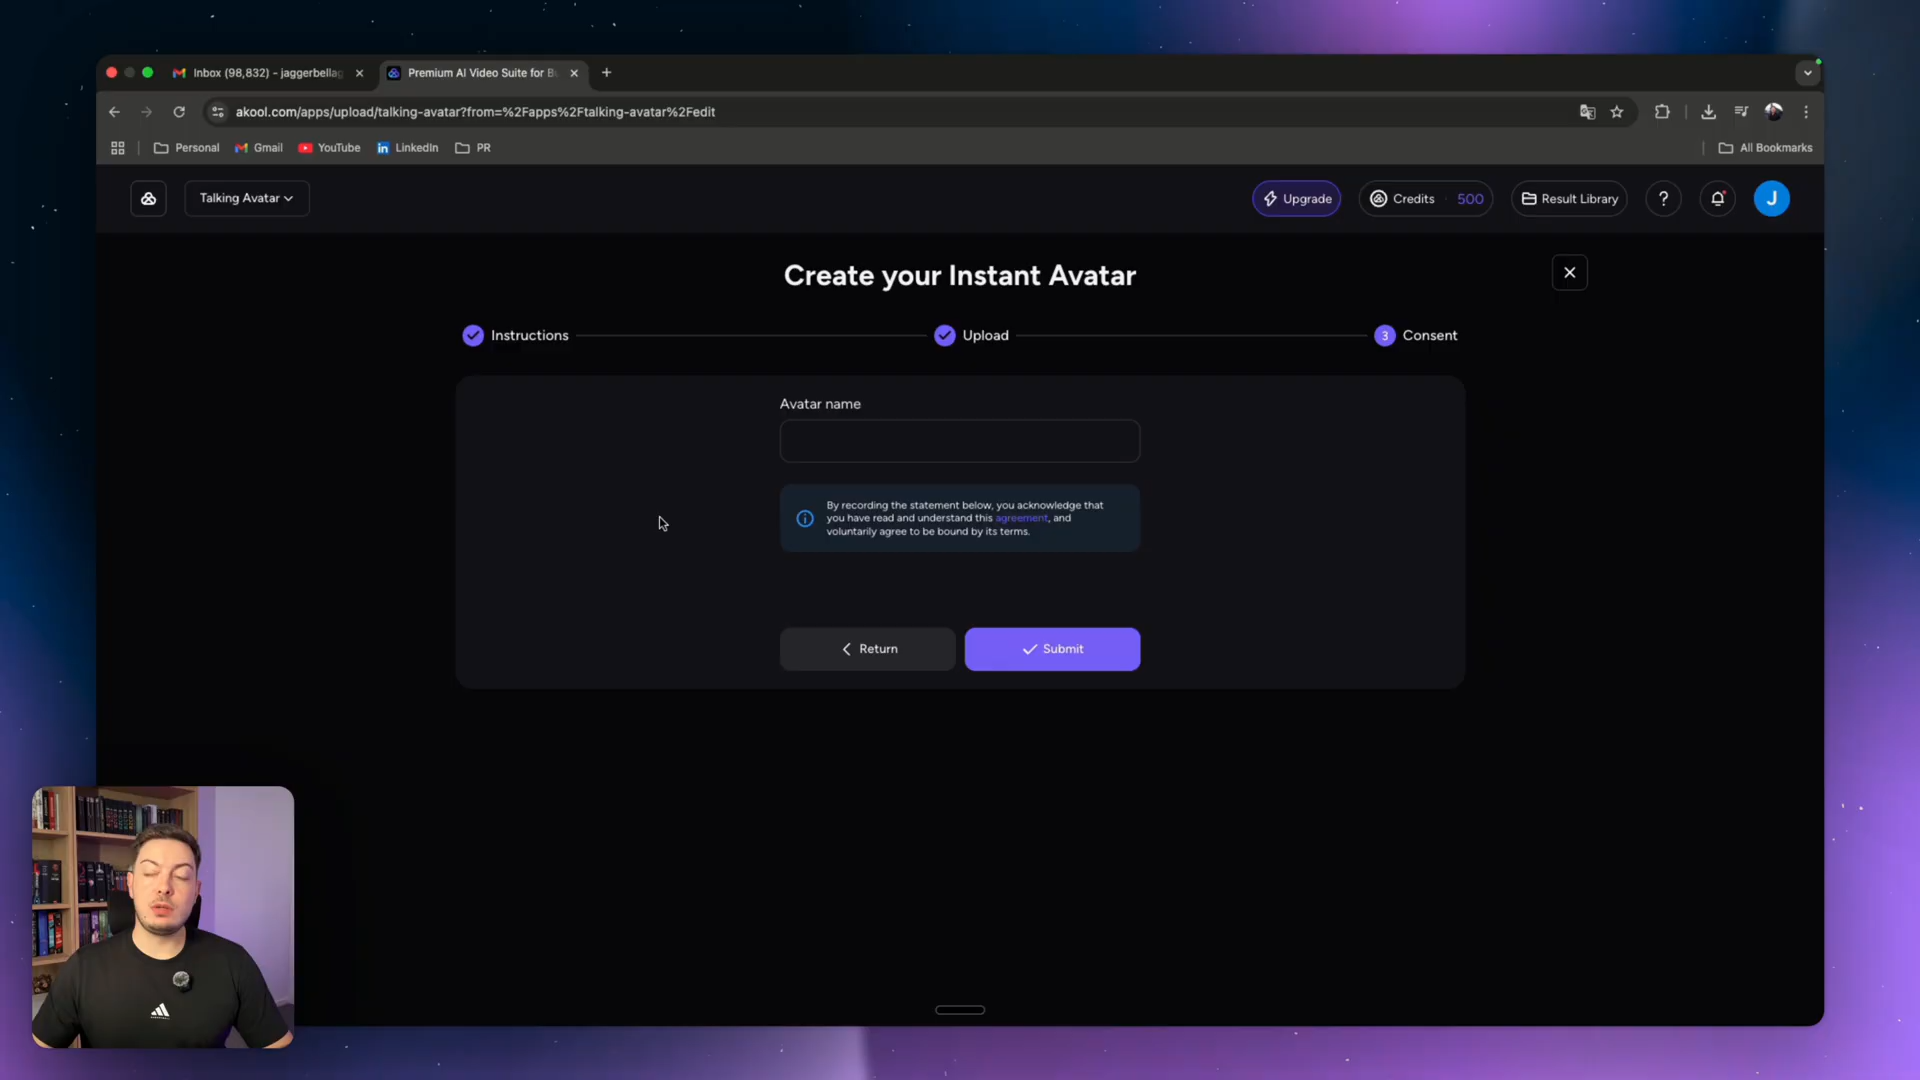 Inbox (98,832) - jaggerbellag
Premium AI Video Suite for B
akool.com/apps/upload/talking-avatar?from=%2Fapps%2Ftalking-avatar%2Fedit
Personal
Gmail
YouTube
LinkedIn
PR
All Bookmarks
Talking Avatar
Upgrade
Credits · 500
Result Library
?
J
Create your Instant Avatar
Instructions
Upload
3 Consent
Avatar name
By recording the statement below, you acknowledge that
you have read and understand this agreement, and
voluntarily agree to be bound by its terms.
Return
Submit